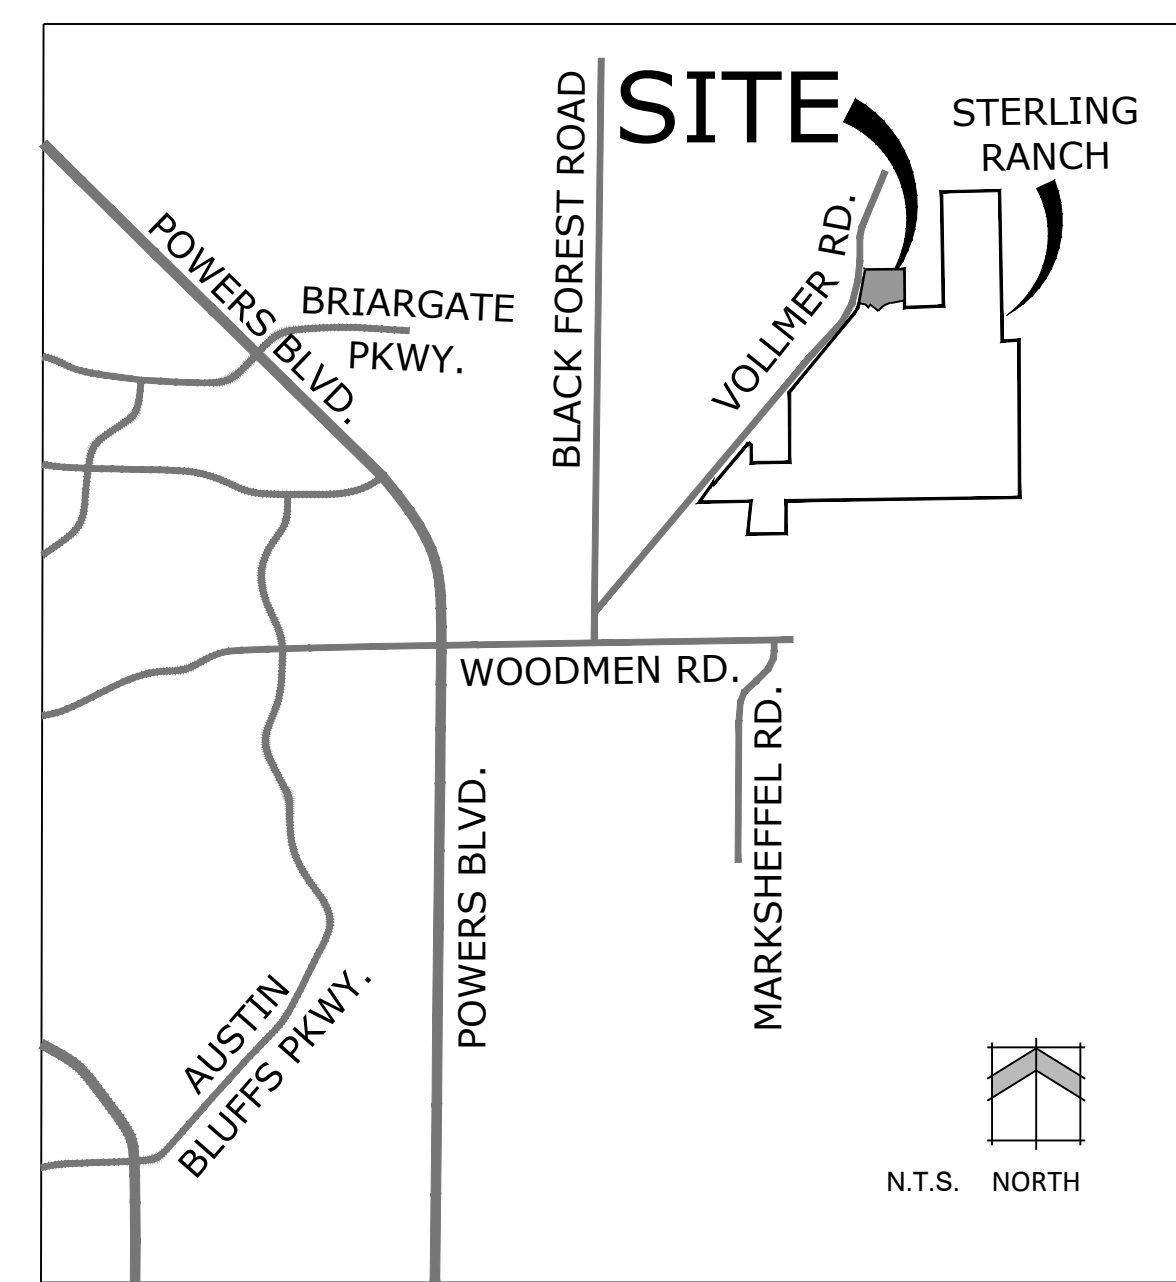 SITE
STERLING
RANCH
BLACK FOREST ROAD
VOLLMER RD.
POWERS BLVD.
BRIARGATE
PKWY.
WOODMEN RD.
MARKSHEFFEL RD.
POWERS BLVD.
AUSTIN
BLUFFS PKWY.
N.T.S. NORTH